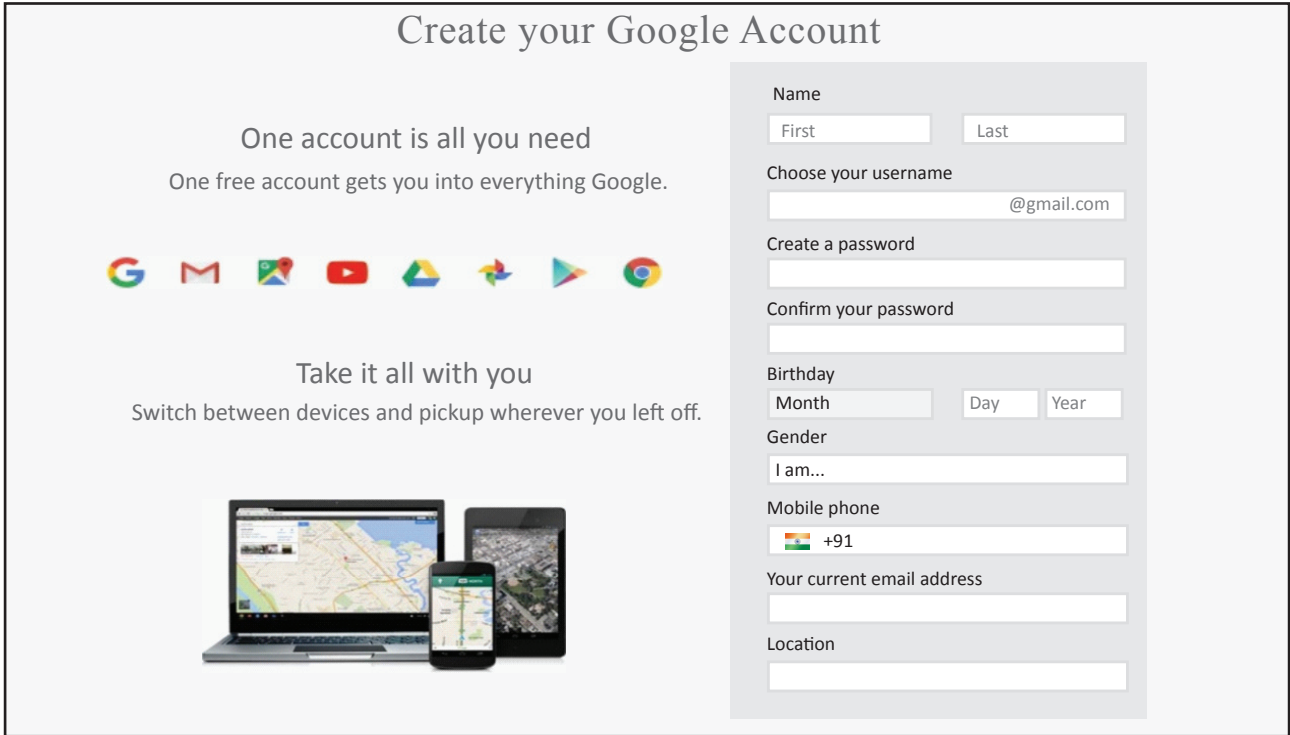 Create your Google Account
One account is all you need
One free account gets you into everything Google.
Take it all with you
Switch between devices and pickup wherever you left off.
Name
First Last
Choose your username
@gmail.com
Create a password
Confirm your password
Birthday
Month Day Year
Gender
I am...
Mobile phone
+91
Your current email address
Location